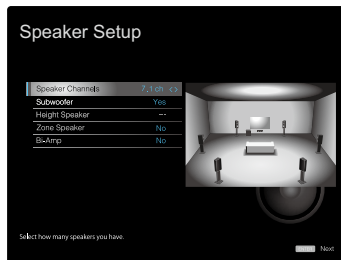 Speaker Setup
Speaker Channels 7.1 ch <>
Subwoofer Yes
Height Speaker --
Zone Speaker No
Bi-Amp No
Select how many speakers you have.
Next